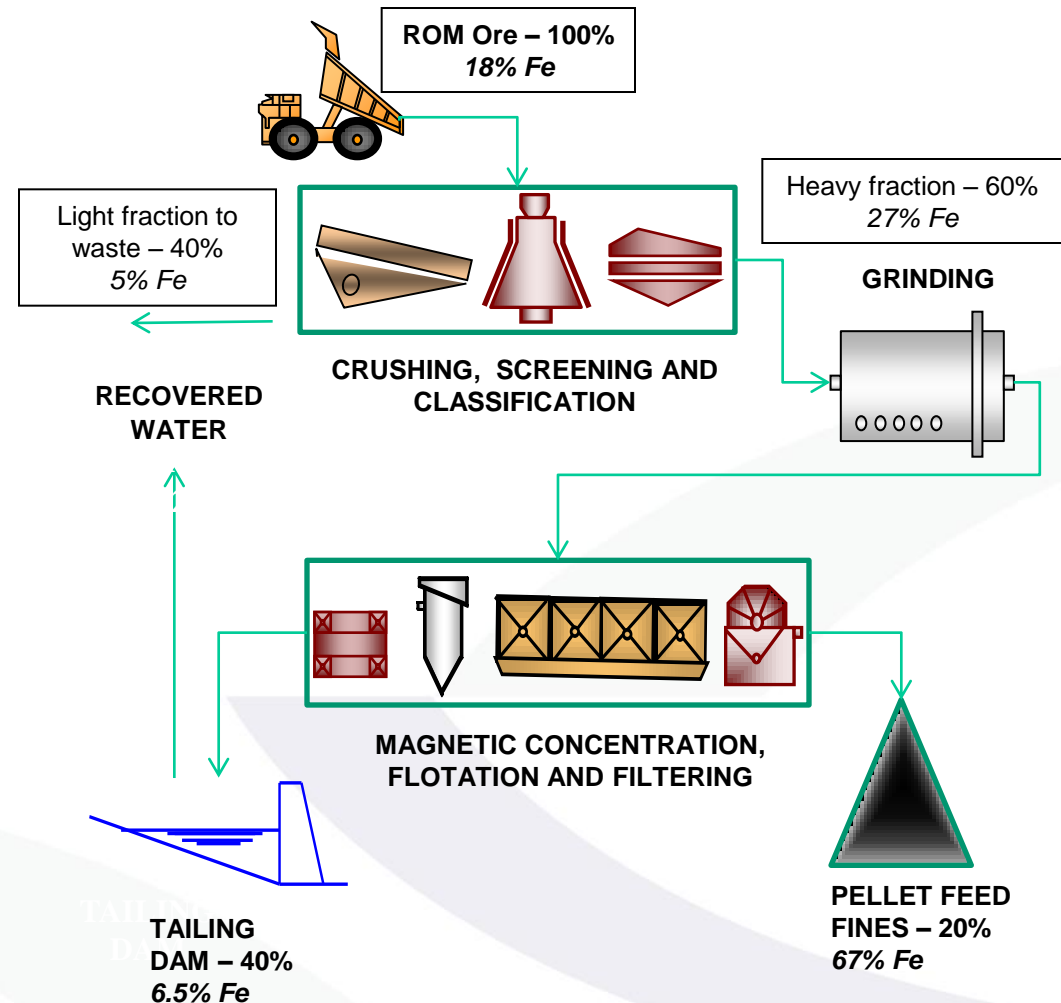 ROM Ore – 100%
18% Fe
Heavy fraction – 60%
27% Fe
Light fraction to
waste – 40%
5% Fe
GRINDING
CRUSHING, SCREENING AND
CLASSIFICATION
RECOVERED
WATER
MAGNETIC CONCENTRATION,
FLOTATION AND FILTERING
PELLET FEED
FINES – 20%
67% Fe
TAILING
DAM – 40%
6.5% Fe